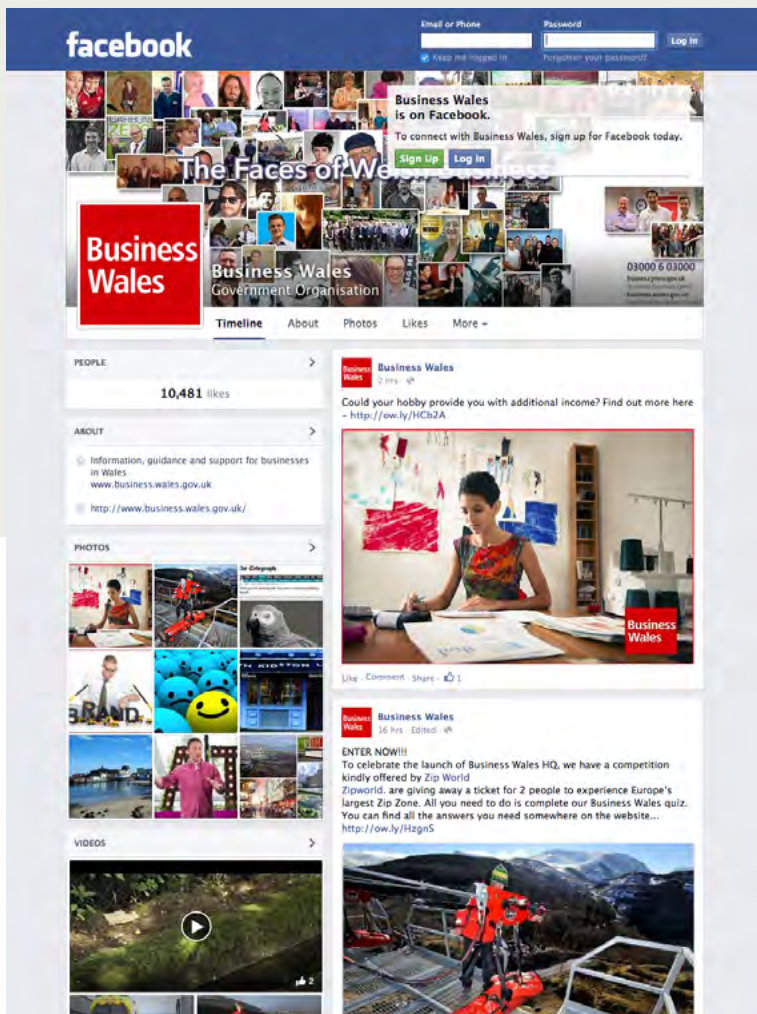 facebook
Email or Phone
Password
Keep me logged in
Forgotten your password?
Log In
Business Wales
is on Facebook.
To connect with Business Wales, sign up for Facebook today.
Sign Up
Log In
The Faces of Welsh Business
Business
Wales
Business Wales
Government Organisation
03000 6 03000
Timeline
About
Photos
Likes
More
PEOPLE
10,481 likes
ABOUT
Information, guidance and support for businesses
in Wales
www.business.wales.gov.uk
http://www.business.wales.gov.uk/
PHOTOS
BRAND
VIDEOS
2
Business
Wales
Business Wales
2 hrs
Could your hobby provide you with additional income? Find out more here
- http://ow.ly/HCb2A
Business
Wales
Like · Comment · Share · 1
Business
Wales
Business Wales
16 hrs · Edited
ENTER NOW!!!
To celebrate the launch of Business Wales HQ, we have a competition
kindly offered by Zip World
Zipworld. are giving away a ticket for 2 people to experience Europe's
largest Zip Zone. All you need to do is complete our Business Wales quiz.
You can find all the answers you need somewhere on the website...
http://ow.ly/HzgnS